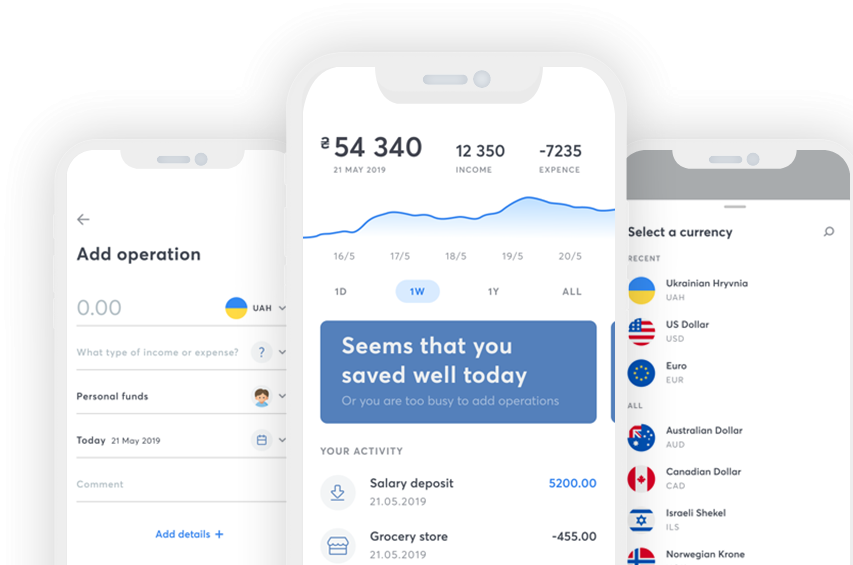 Add operation
0.00
UAH
What type of income or expense?
?
Personal funds
Today 21 May 2019
Comment
Add details +
₴ 54 340
21 MAY 2019
12 350
INCOME
-7235
EXPENCE
16/5 17/5 18/5 19/5 20/5
1D 1W 1Y ALL
Seems that you
saved well today
Or you are too busy to add operations
YOUR ACTIVITY
Salary deposit 5200.00
21.05.2019
Grocery store -455.00
21.05.2019
Select a currency
RECENT
Ukrainian Hryvnia
UAH
US Dollar
USD
Euro
EUR
ALL
Australian Dollar
AUD
Canadian Dollar
CAD
Israeli Shekel
ILS
Norwegian Krone